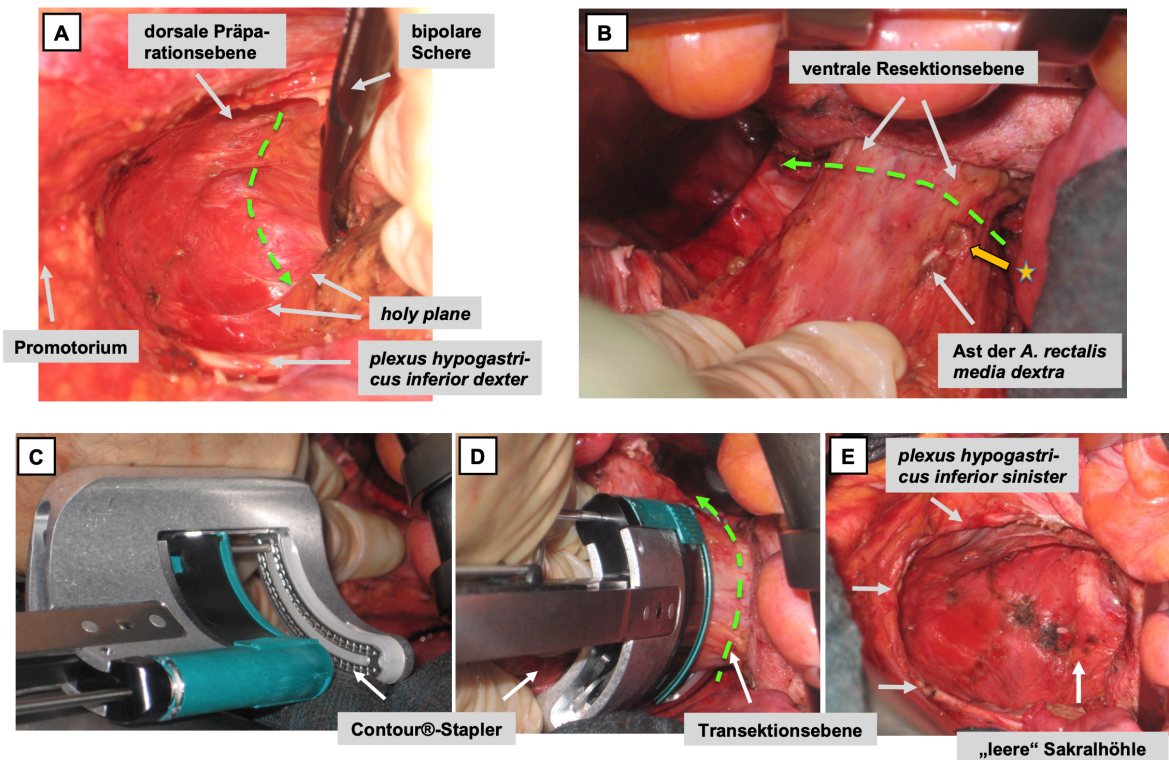 A
dorsale Präpa-
rationsebene
bipolare
Schere
holy plane
Promotorium
plexus hypogastri-
cus inferior dexter
B
ventrale Resektionsebene
Ast der A. rectalis
media dextra
C
Contour®-Stapler
D
Transektionsebene
E
plexus hypogastri-
cus inferior sinister
„leere“ Sakralhöhle